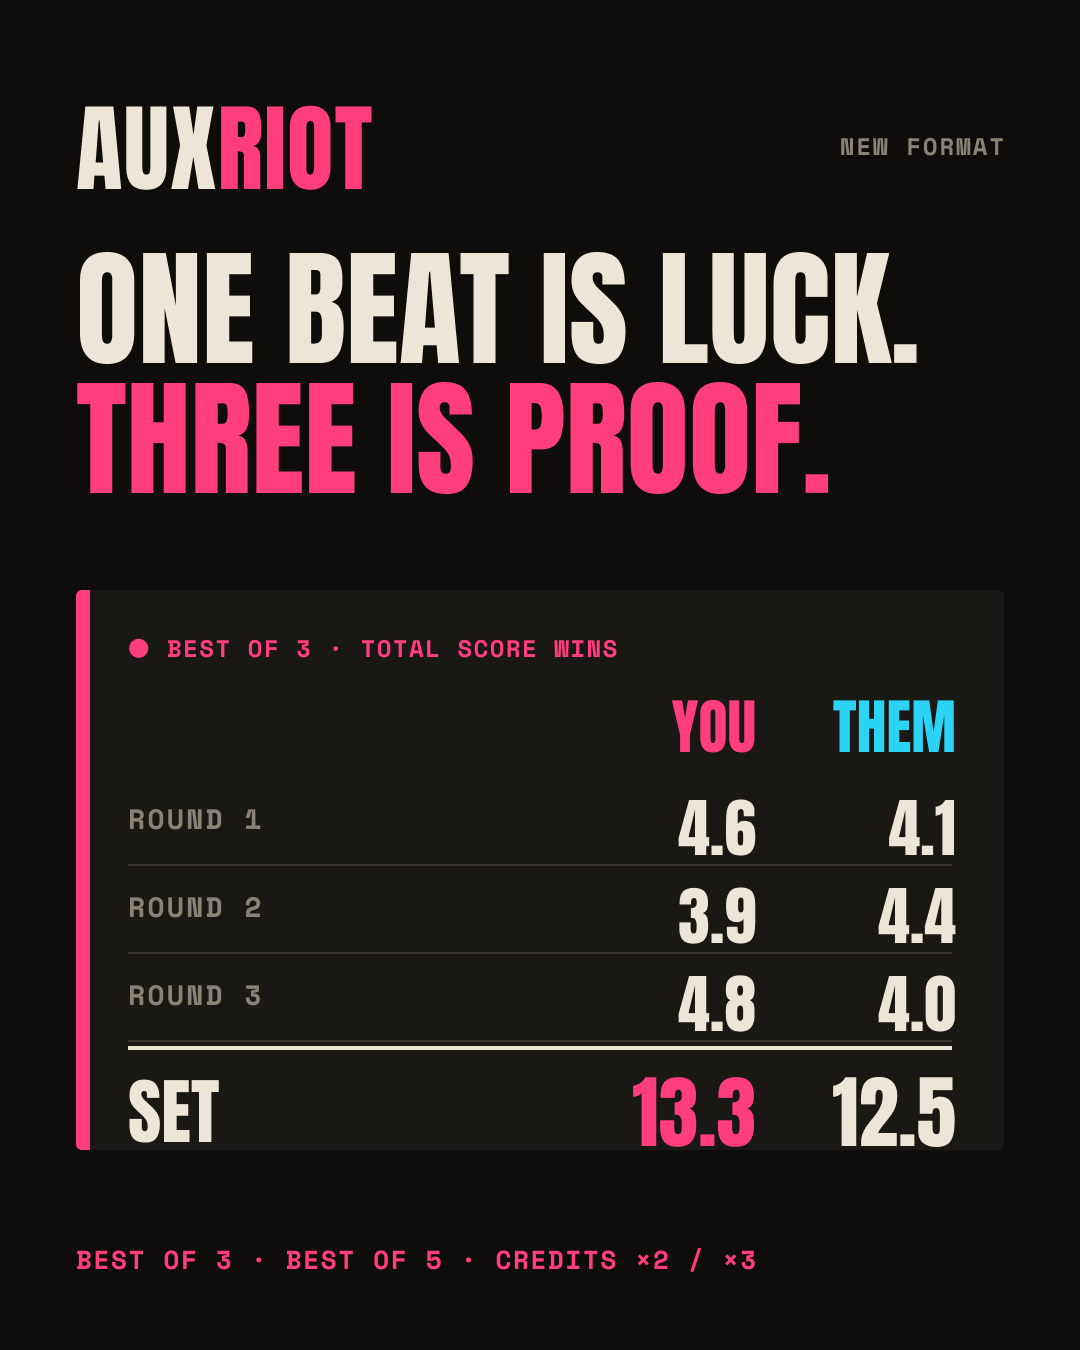 AUXRIOT
NEW FORMAT
ONE BEAT IS LUCK.
THREE IS PROOF.
BEST OF 3 · TOTAL SCORE WINS
YOU THEM
ROUND 1 4.6 4.1
ROUND 2 3.9 4.4
ROUND 3 4.8 4.0
SET 13.3 12.5
BEST OF 3 · BEST OF 5 · CREDITS ×2 / ×3